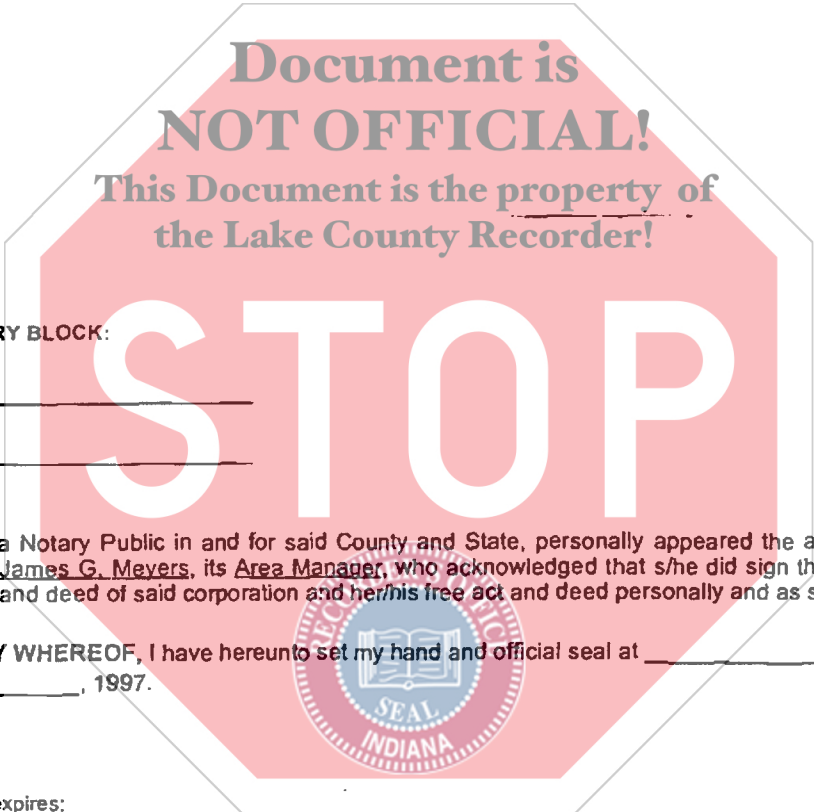 Document is
NOT OFFICIAL!
This Document is the property of
the Lake County Recorder!
RY BLOCK:
STOP
a Notary Public in and for said County and State, personally appeared the a
James G. Meyers, its Area Manager, who acknowledged that s/he did sign th
and deed of said corporation and her/his free act and deed personally and as s
Y WHEREOF, I have hereunto set my hand and official seal at
, 1997.
RECORDER'S OFFIC
SEAL
INDIANA
expires: